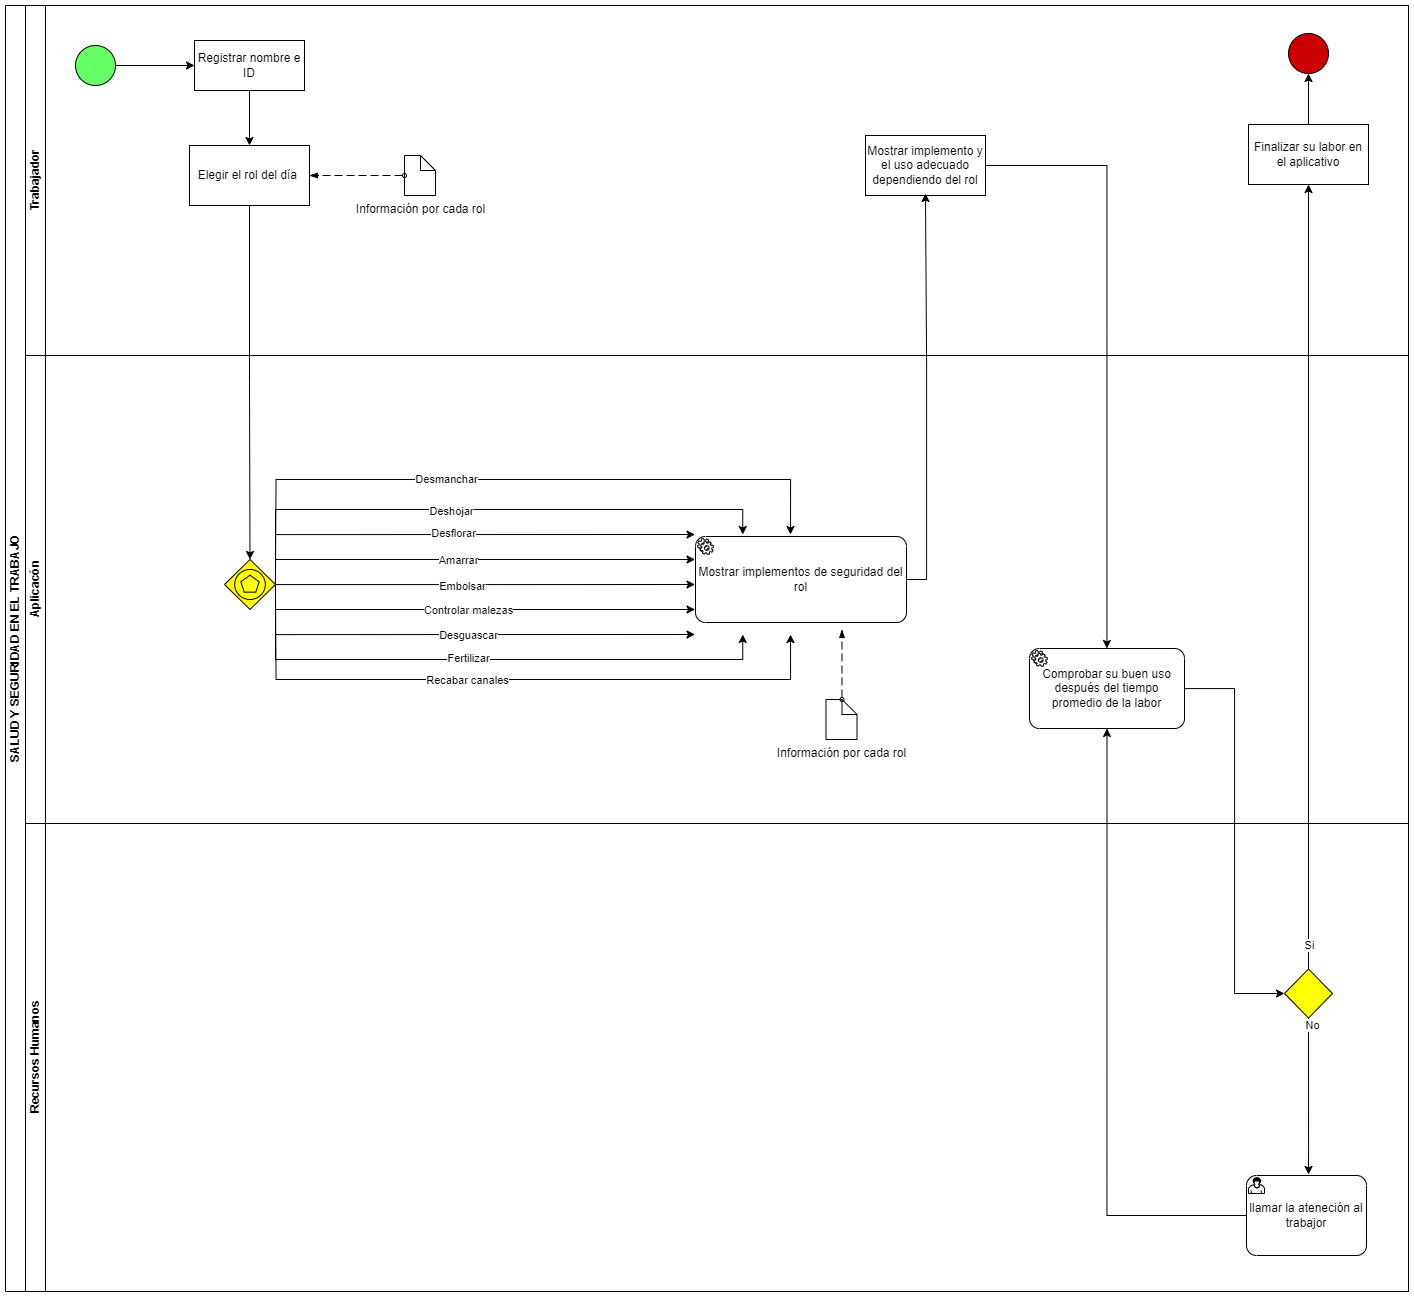 SALUD Y SEGURIDAD EN EL TRABAJO
Trabajador
Registrar nombre e
ID
Elegir el rol del día
Información por cada rol
Mostrar implemento y
el uso adecuado
dependiendo del rol
Finalizar su labor en
el aplicativo
Aplicacón
Desmanchar
Deshojar
Desflorar
Amarrar
Embolsar
Controlar malezas
Desguascar
Fertilizar
Recabar canales
Mostrar implementos de seguridad del
rol
Información por cada rol
Comprobar su buen uso
después del tiempo
promedio de la labor
Recursos Humanos
Si
No
llamar la ateneción al
trabajor